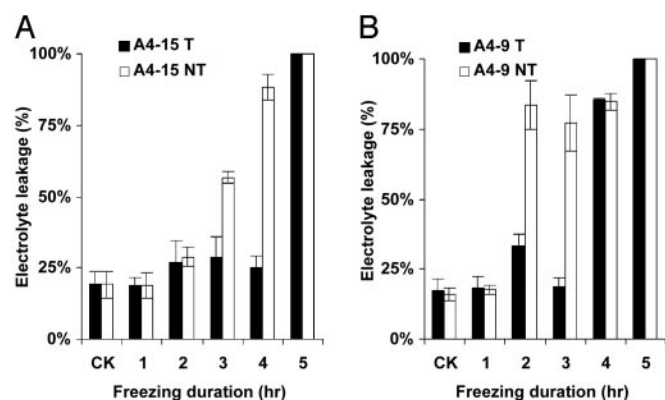 A
A4-15 T
A4-15 NT
Electrolyte leakage (%)
100%
75%
50%
25%
0%
CK 1 2 3 4 5
Freezing duration (hr)
B
A4-9 T
A4-9 NT
Electrolyte leakage (%)
100%
75%
50%
25%
0%
CK 1 2 3 4 5
Freezing duration (hr)